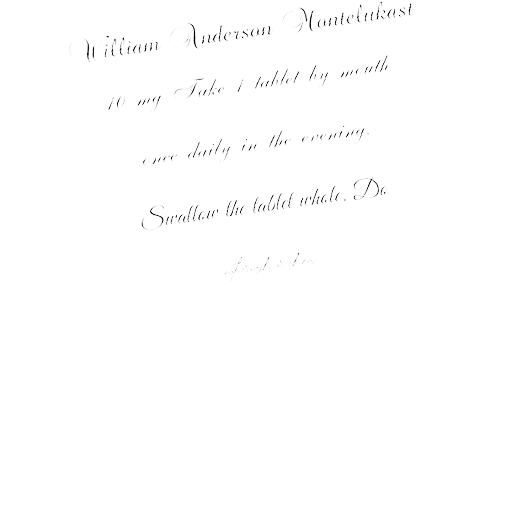 William Anderson Montelukast
10 mg Take 1 tablet by mouth
once daily in the evening.
Swallow the tablet whole. Do